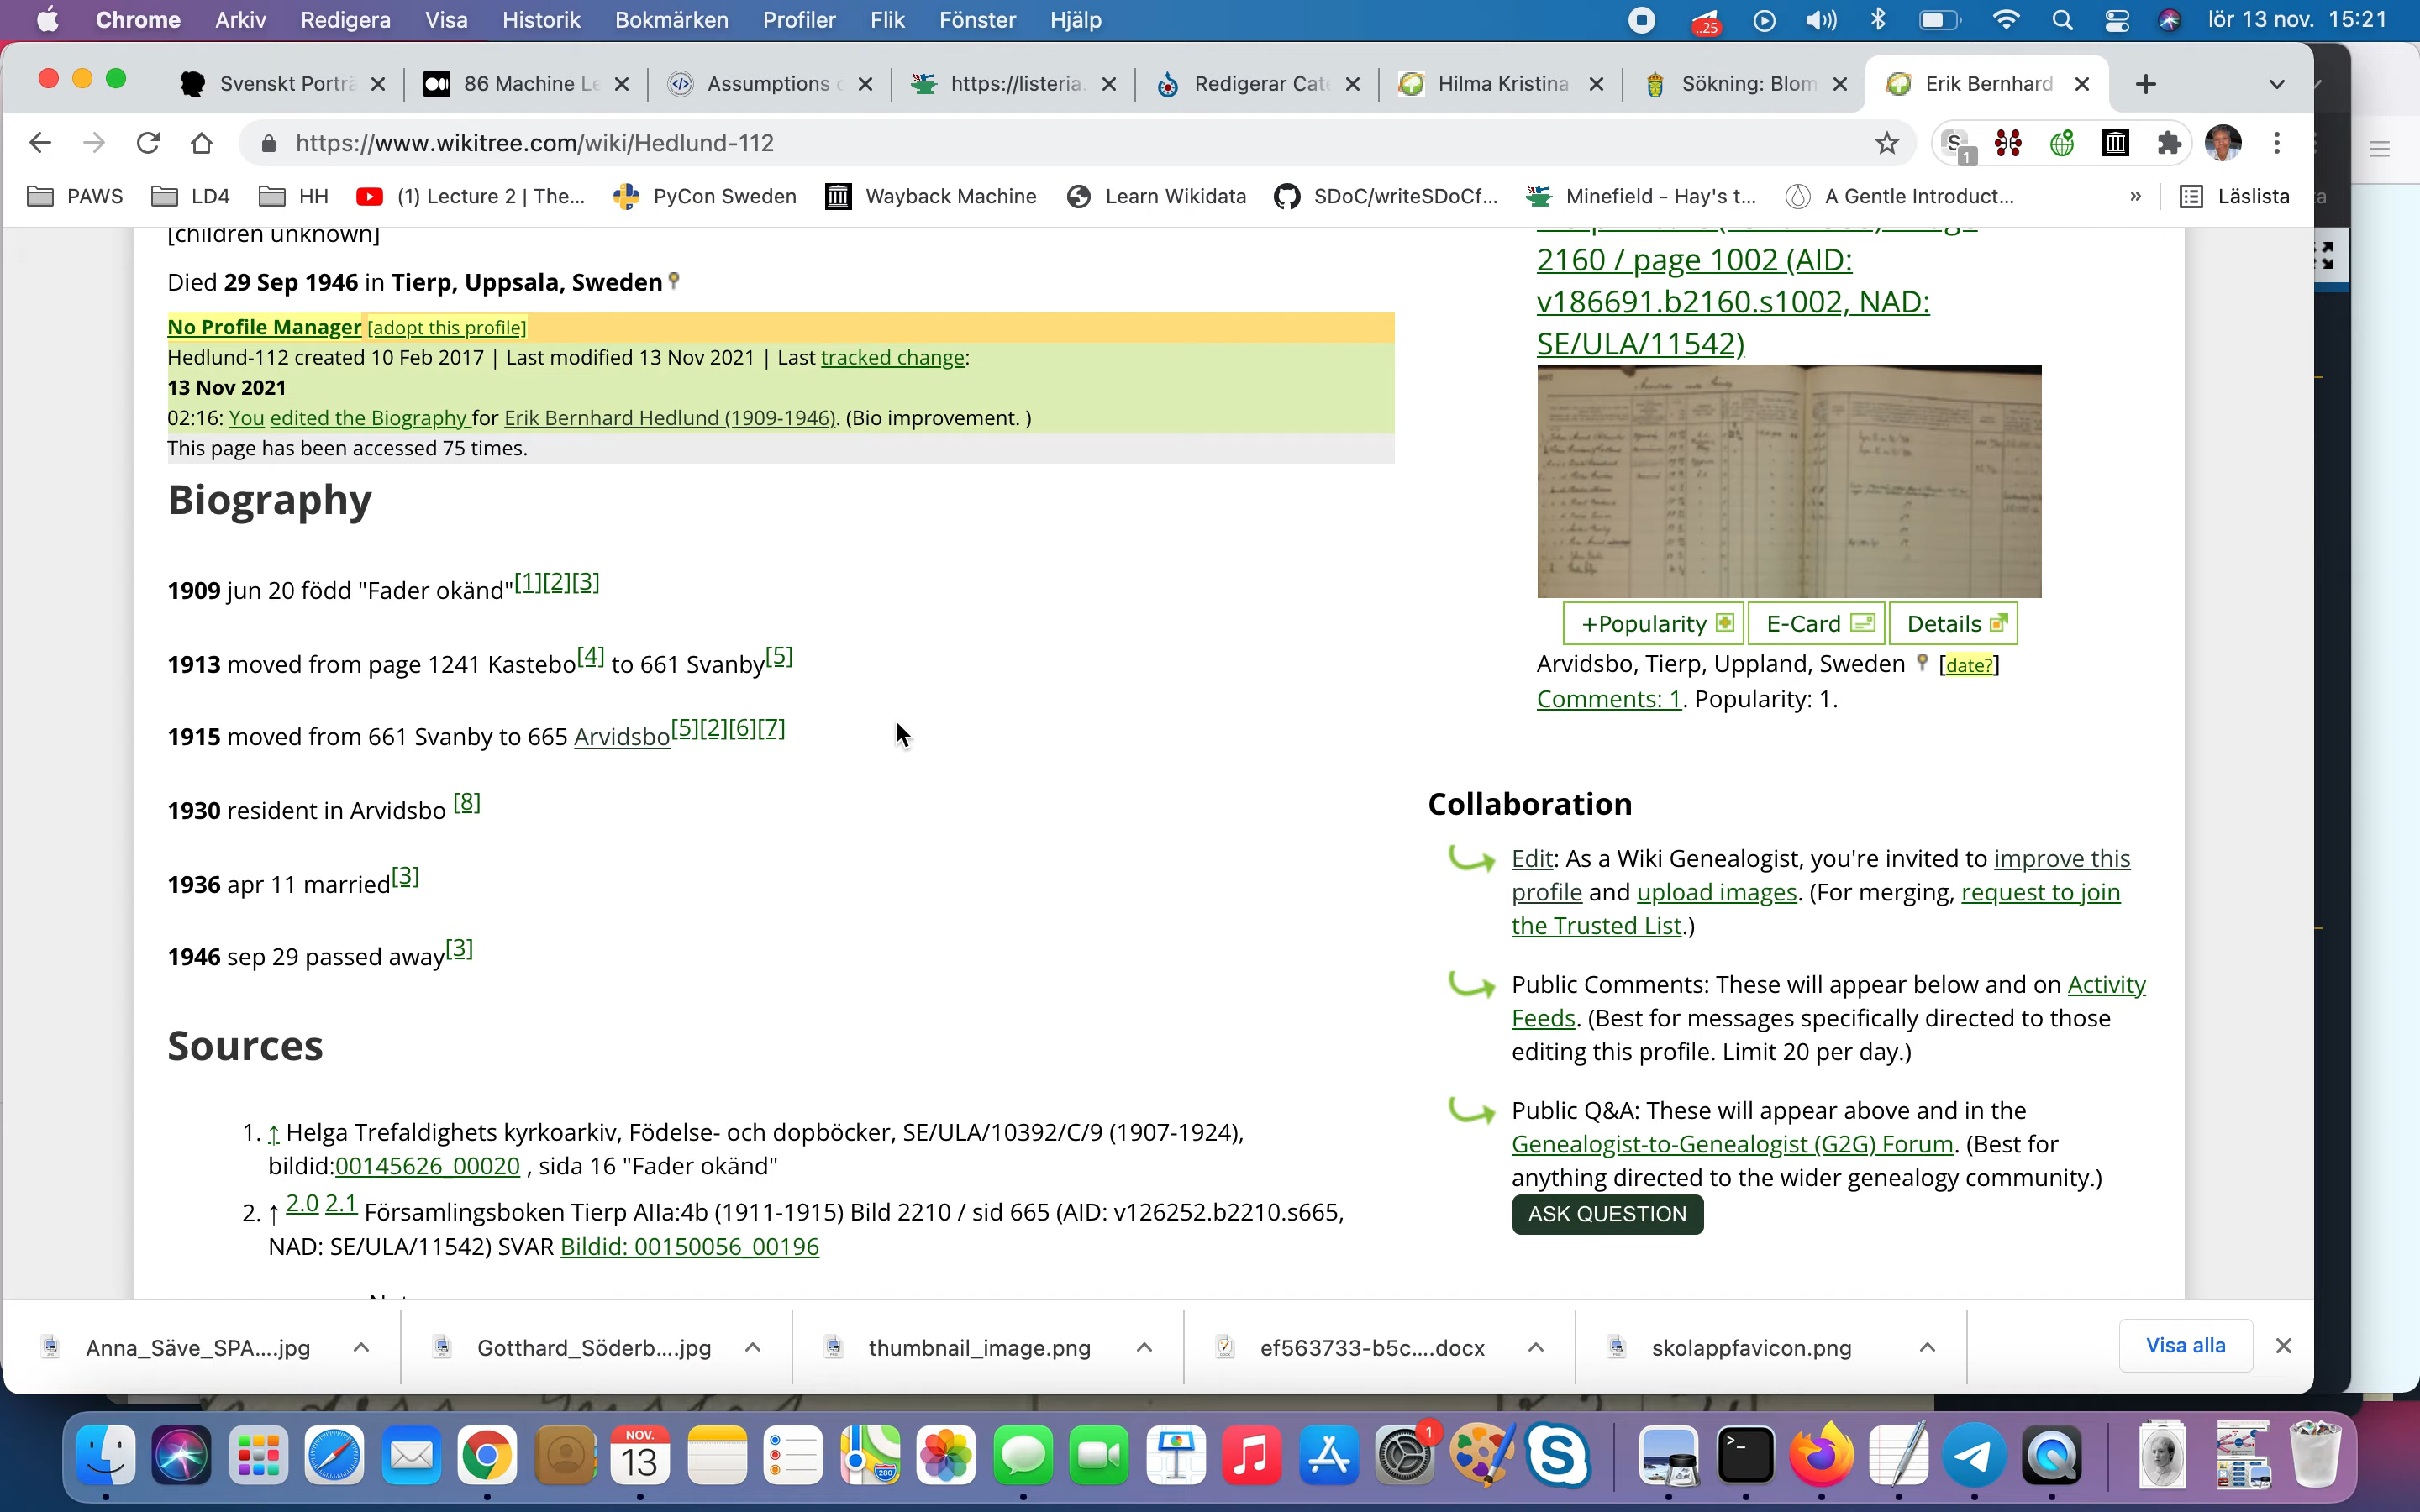 Chrome Arkiv Redigera Visa Historik Bokmärken Profiler Flik Fönster Hjälp ..25 lör 13 nov. 15:21
Svenskt Porträ 86 Machine Le Assumptions https://listeria. Redigerar Cat Hilma Kristina Sökning: Blom Erik Bernhard
https://www.wikitree.com/wiki/Hedlund-112 1
PAWS LD4 HH (1) Lecture 2 | The... PyCon Sweden Wayback Machine Learn Wikidata SDoC/writeSDoCf... Minefield - Hay's t... A Gentle Introduct... » Läslista
[children unknown]
Died 29 Sep 1946 in Tierp, Uppsala, Sweden
No Profile Manager [adopt this profile]
Hedlund-112 created 10 Feb 2017 | Last modified 13 Nov 2021 | Last tracked change:
13 Nov 2021
02:16: You edited the Biography for Erik Bernhard Hedlund (1909-1946). (Bio improvement. )
This page has been accessed 75 times.
Biography
1909 jun 20 född "Fader okänd"[1][2][3]
1913 moved from page 1241 Kastebo[4] to 661 Svanby[5]
1915 moved from 661 Svanby to 665 Arvidsbo[5][2][6][7]
1930 resident in Arvidsbo [8]
1936 apr 11 married[3]
1946 sep 29 passed away[3]
Sources
1. ↑ Helga Trefaldighets kyrkoarkiv, Födelse- och dopböcker, SE/ULA/10392/C/9 (1907-1924),
bildid:00145626_00020 , sida 16 "Fader okänd"
2. ↑ 2.0 2.1 Församlingsboken Tierp AIIa:4b (1911-1915) Bild 2210 / sid 665 (AID: v126252.b2210.s665,
NAD: SE/ULA/11542) SVAR Bildid: 00150056_00196
2160 / page 1002 (AID:
v186691.b2160.s1002, NAD:
SE/ULA/11542)
+Popularity E-Card Details
Arvidsbo, Tierp, Uppland, Sweden [date?]
Comments: 1. Popularity: 1.
Collaboration
Edit: As a Wiki Genealogist, you're invited to improve this
profile and upload images. (For merging, request to join
the Trusted List.)
Public Comments: These will appear below and on Activity
Feeds. (Best for messages specifically directed to those
editing this profile. Limit 20 per day.)
Public Q&A: These will appear above and in the
Genealogist-to-Genealogist (G2G) Forum. (Best for
anything directed to the wider genealogy community.)
ASK QUESTION
Anna_Säve_SPA....jpg Gotthard_Söderb....jpg thumbnail_image.png ef563733-b5c....docx skolappfavicon.png Visa alla
NOV. 13 280 1